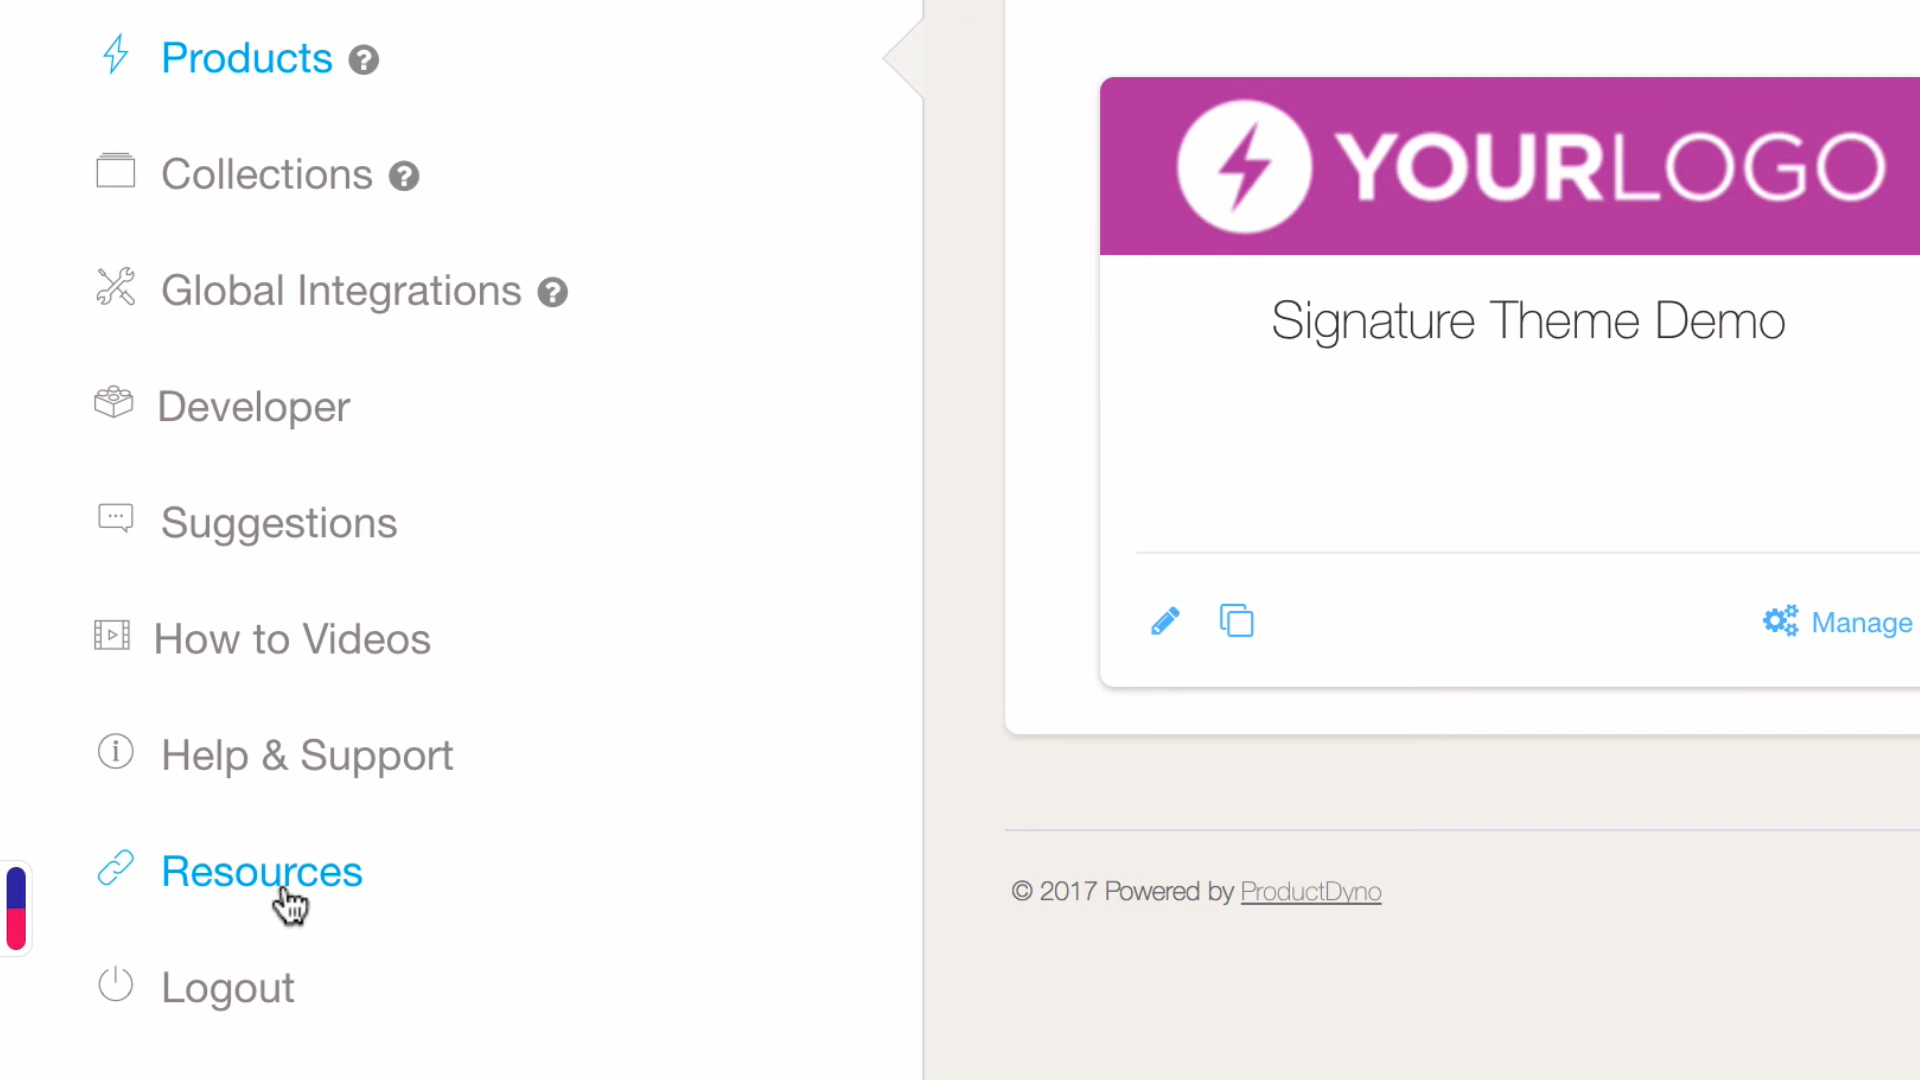 Products
Collections
Global Integrations
Developer
Suggestions
How to Videos
Help & Support
Resources
Logout
YOURLOGO
Signature Theme Demo
Manage
© 2017 Powered by ProductDyno